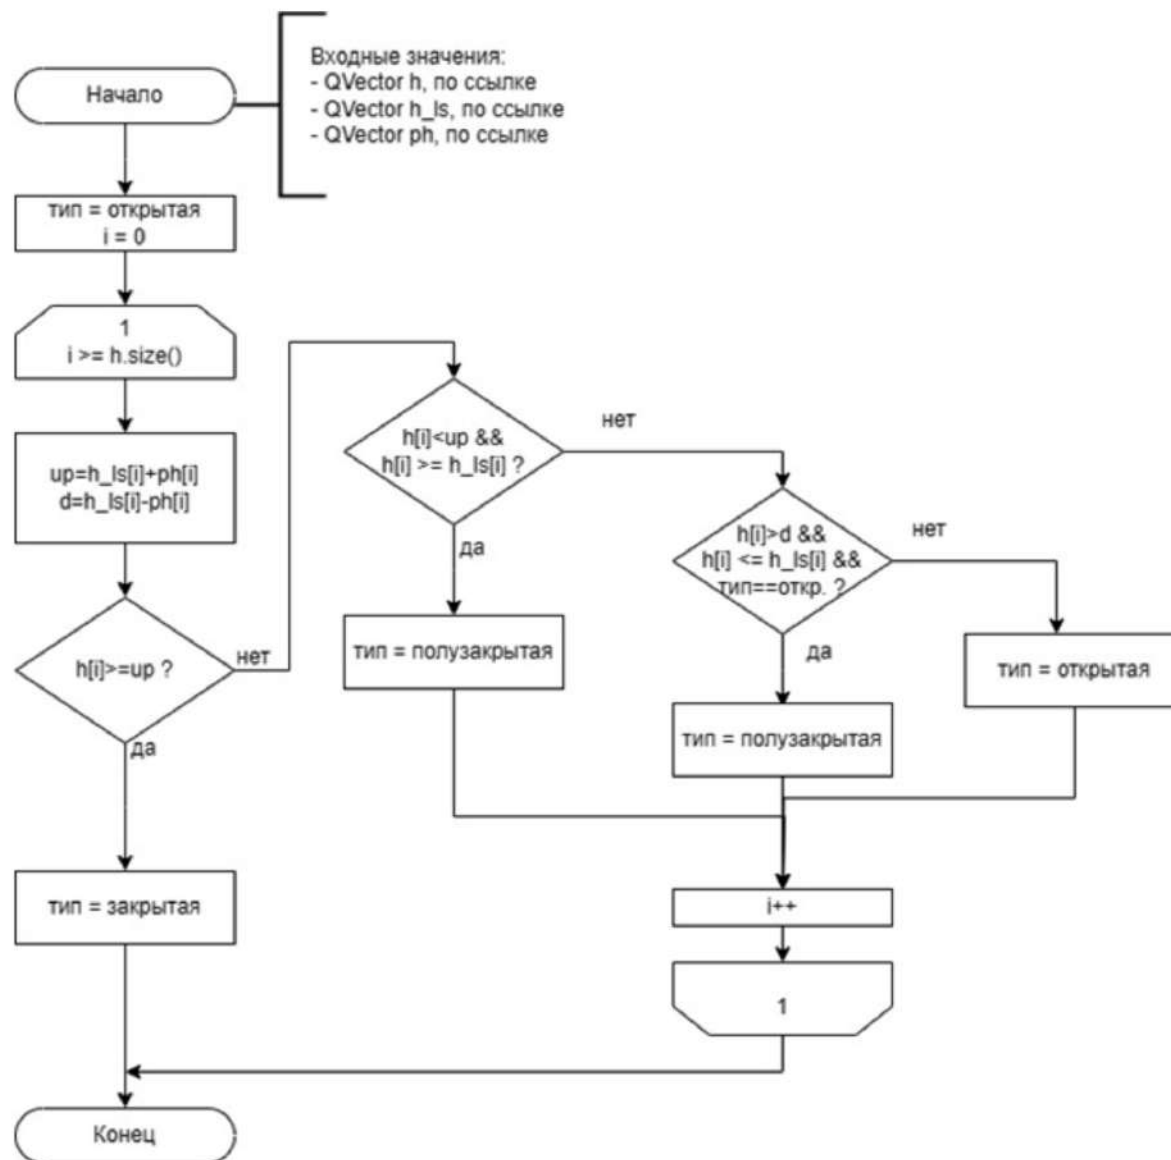 Начало
Входные значения:
- QVector h, по ссылке
- QVector h_ls, по ссылке
- QVector ph, по ссылке
тип = открытая
i = 0
1
i >= h.size()
up=h_ls[i]+ph[i]
d=h_ls[i]-ph[i]
h[i]>=up ?
нет
да
тип = закрытая
h[i]<up &&
h[i] >= h_ls[i] ?
нет
да
тип = полузакрытая
h[i]>d &&
h[i] <= h_ls[i] &&
тип==откр. ?
нет
да
тип = полузакрытая
тип = открытая
i++
1
Конец